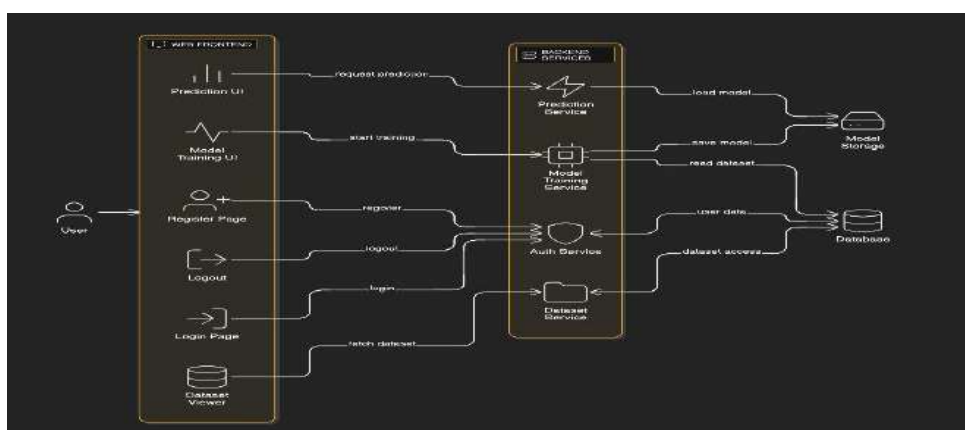 WEB FRONTEND
Prediction UI
Model
Training UI
Register Page
Logout
Login Page
Dataset
Viewer
User
request prediction
start training
register
logout
login
fetch dataset
BACKEND
SERVICES
Prediction
Service
Model
Training
Service
Auth Service
Dataset
Service
load model
save model
read dataset
user data
dataset access
Model
Storage
Database